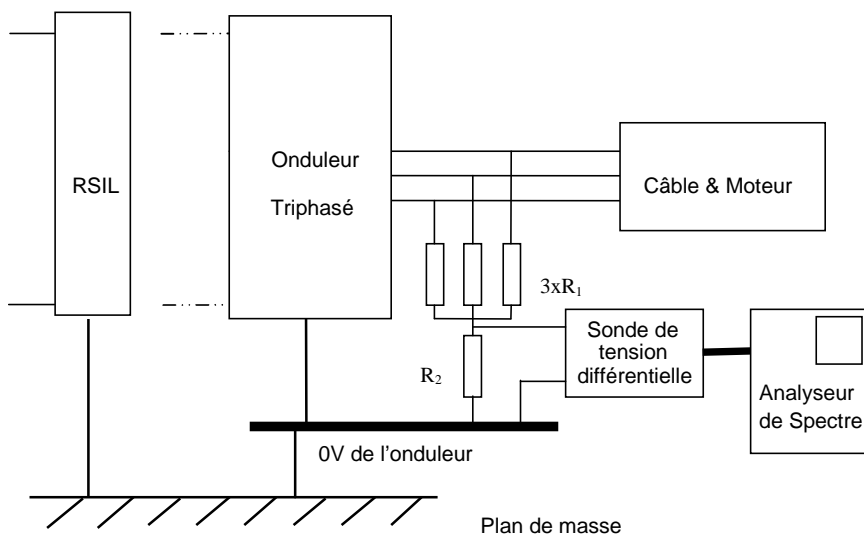 RSIL
Onduleur
Triphasé
Câble & Moteur
3xR₁
R₂
Sonde de
tension
différentielle
Analyseur
de Spectre
0V de l'onduleur
Plan de masse